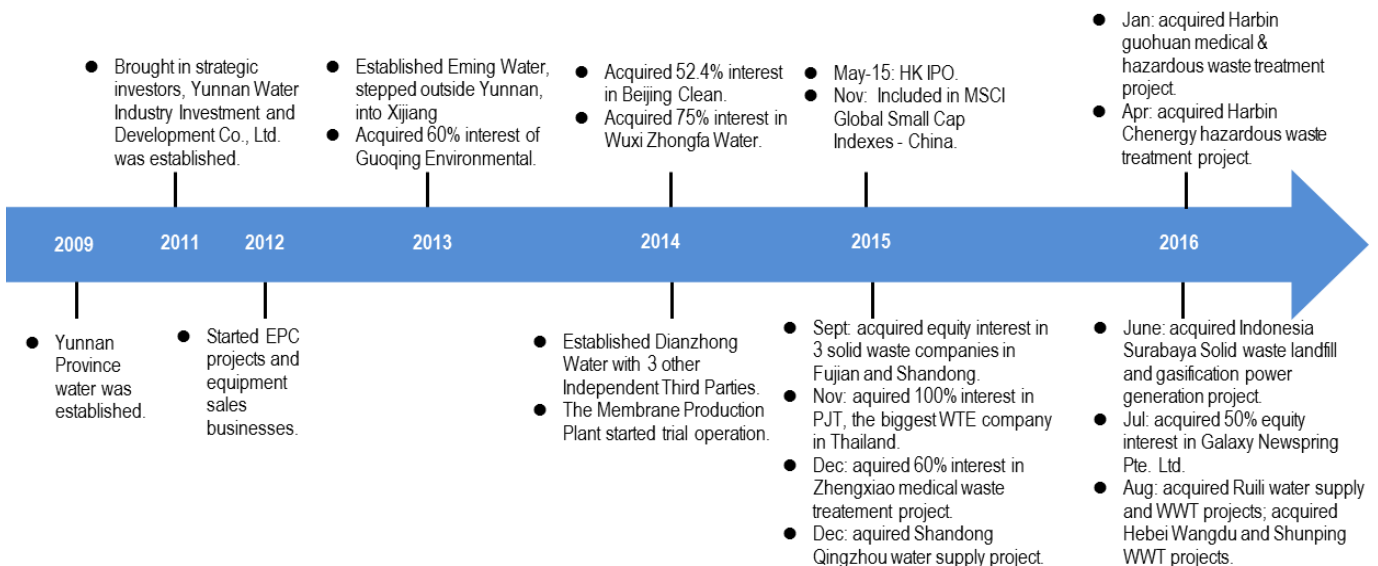 ● Brought in strategic
investors, Yunnan Water
Industry Investment and
Development Co., Ltd.
was established.
● Established Eming Water,
stepped outside Yunnan,
into Xijiang
● Acquired 60% interest of
Guoqing Environmental.
● Acquired 52.4% interest
in Beijing Clean.
● Acquired 75% interest in
Wuxi Zhongfa Water.
● May-15: HK IPO.
● Nov: Included in MSCI
Global Small Cap
Indexes - China.
● Jan: acquired Harbin
guohuan medical &
hazardous waste treatment
project.
● Apr: acquired Harbin
Chenergy hazardous waste
treatment project.
2009 2011 2012 2013 2014 2015 2016
● Yunnan
Province
water was
established.
● Started EPC
projects and
equipment
sales
businesses.
● Established Dianzhong
Water with 3 other
Independent Third Parties.
● The Membrane Production
Plant started trial operation.
● Sept: acquired equity interest in
3 solid waste companies in
Fujian and Shandong.
● Nov: aquired 100% interest in
PJT, the biggest WTE company
in Thailand.
● Dec: aquired 60% interest in
Zhengxiao medical waste
treatement project.
● Dec: aquired Shandong
Qingzhou water supply project.
● June: acquired Indonesia
Surabaya Solid waste landfill
and gasification power
generation project.
● Jul: acquired 50% equity
interest in Galaxy Newspring
Pte. Ltd.
● Aug: acquired Ruili water supply
and WWT projects; acquired
Hebei Wangdu and Shunping
WWT projects.